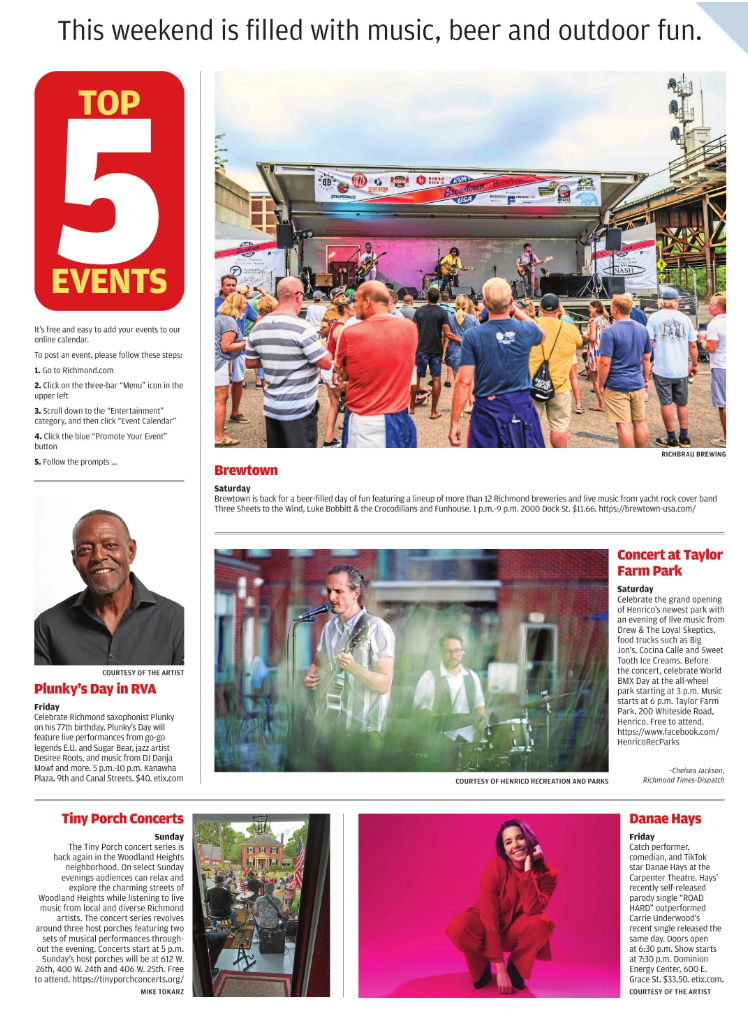 This weekend is filled with music, beer and outdoor fun.
TOP
5
EVENTS
It's free and easy to add your events to our
online calendar.
To post an event, please follow these steps:
1. Go to Richmond.com
2. Click on the three-bar “Menu” icon in the
upper left
3. Scroll down to the “Entertainment”
category, and then click “Event Calendar”
4. Click the blue “Promote Your Event”
button
5. Follow the prompts ...
Brewtown
USA
NASH
RICHBRAU BREWING
Brewtown
Saturday
Brewtown is back for a beer-filled day of fun featuring a lineup of more than 12 Richmond breweries and live music from yacht rock cover band
Three Sheets to the Wind, Luke Bobbitt & the Crocodilians and Funhouse. 1 p.m.-9 p.m. 2000 Dock St. $11.66. https://brewtown-usa.com/
COURTESY OF THE ARTIST
Plunky's Day in RVA
Friday
Celebrate Richmond saxophonist Plunky
on his 77th birthday. Plunky's Day will
feature live performances from go-go
legends E.U. and Sugar Bear, jazz artist
Desiree Roots, and music from DJ Danja
Mowf and more. 5 p.m.-10 p.m. Kanawha
Plaza, 9th and Canal Streets. $40. etix.com
COURTESY OF HENRICO RECREATION AND PARKS
Concert at Taylor
Farm Park
Saturday
Celebrate the grand opening
of Henrico's newest park with
an evening of live music from
Drew & The Loyal Skeptics,
food trucks such as Big
Jon's, Cocina Calle and Sweet
Tooth Ice Creams. Before
the concert, celebrate World
BMX Day at the all-wheel
park starting at 3 p.m. Music
starts at 6 p.m. Taylor Farm
Park, 200 Whiteside Road,
Henrico. Free to attend.
https://www.facebook.com/
HenricoRecParks
-Chelsea Jackson,
Richmond Times-Dispatch
Tiny Porch Concerts
Sunday
The Tiny Porch concert series is
back again in the Woodland Heights
neighborhood. On select Sunday
evenings audiences can relax and
explore the charming streets of
Woodland Heights while listening to live
music from local and diverse Richmond
artists. The concert series revolves
around three host porches featuring two
sets of musical performances through-
out the evening. Concerts start at 5 p.m.
Sunday's host porches will be at 612 W.
26th, 400 W. 24th and 406 W. 25th. Free
to attend. https://tinyporchconcerts.org/
MIKE TOKARZ
Danae Hays
Friday
Catch performer,
comedian, and TikTok
star Danae Hays at the
Carpenter Theatre. Hays'
recently self-released
parody single “ROAD
HARD” outperformed
Carrie Underwood's
recent single released the
same day. Doors open
at 6:30 p.m. Show starts
at 7:30 p.m. Dominion
Energy Center, 600 E.
Grace St. $33.50. etix.com.
COURTESY OF THE ARTIST